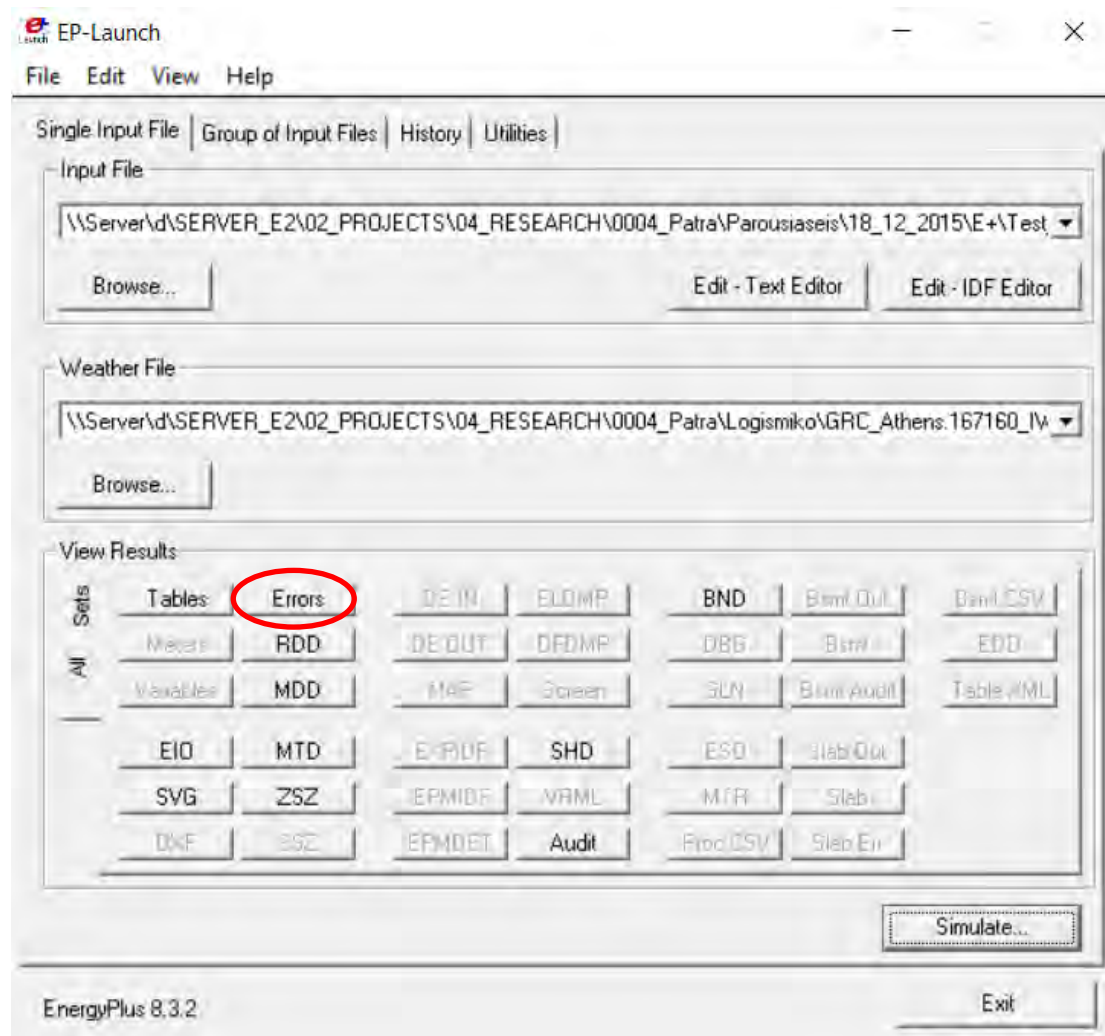 EP-Launch
File Edit View Help
Single Input File Group of Input Files History Utilities
Input File
\\Server\d\SERVER_E2\02_PROJECTS\04_RESEARCH\0004_Patra\Parousiaseis\18_12_2015\E+\Test_
Browse... Edit - Text Editor Edit - IDF Editor
Weather File
\\Server\d\SERVER_E2\02_PROJECTS\04_RESEARCH\0004_Patra\Logismiko\GRC_Athens.167160_IW
Browse...
View Results
Sets
All
Tables Errors DE IN ELDMP BND Bsmt Out Bsmt CSV
Meters RDD DE OUT DFDMP DBG Bsmt EDD
Variables MDD MAP Screen SLN Bsmt Audit Table XML
EIO MTD EXPIDF SHD ESO Slab Out
SVG ZSZ EPMIDF VRML MTR Slab
DXF SSZ EPMDET Audit Proc CSV Slab Err
Simulate...
EnergyPlus 8.3.2 Exit